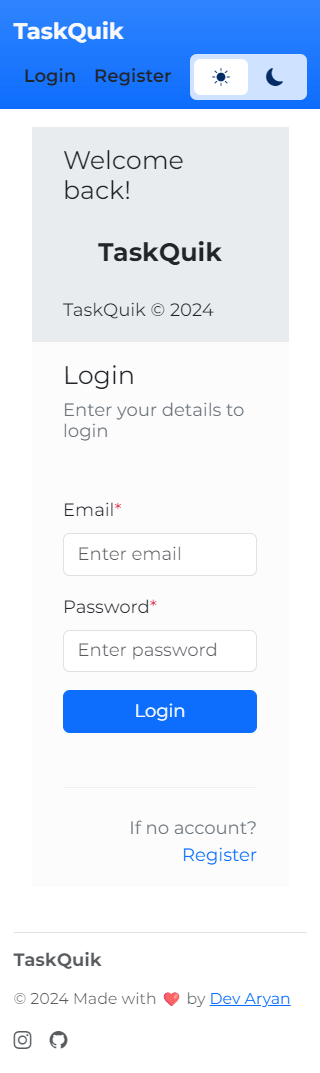 TaskQuik
Login Register
Welcome
back!
TaskQuik
TaskQuik © 2024
Login
Enter your details to
login
Email*
Enter email
Password*
Enter password
Login
If no account?
Register
TaskQuik
© 2024 Made with ❤️ by Dev Aryan